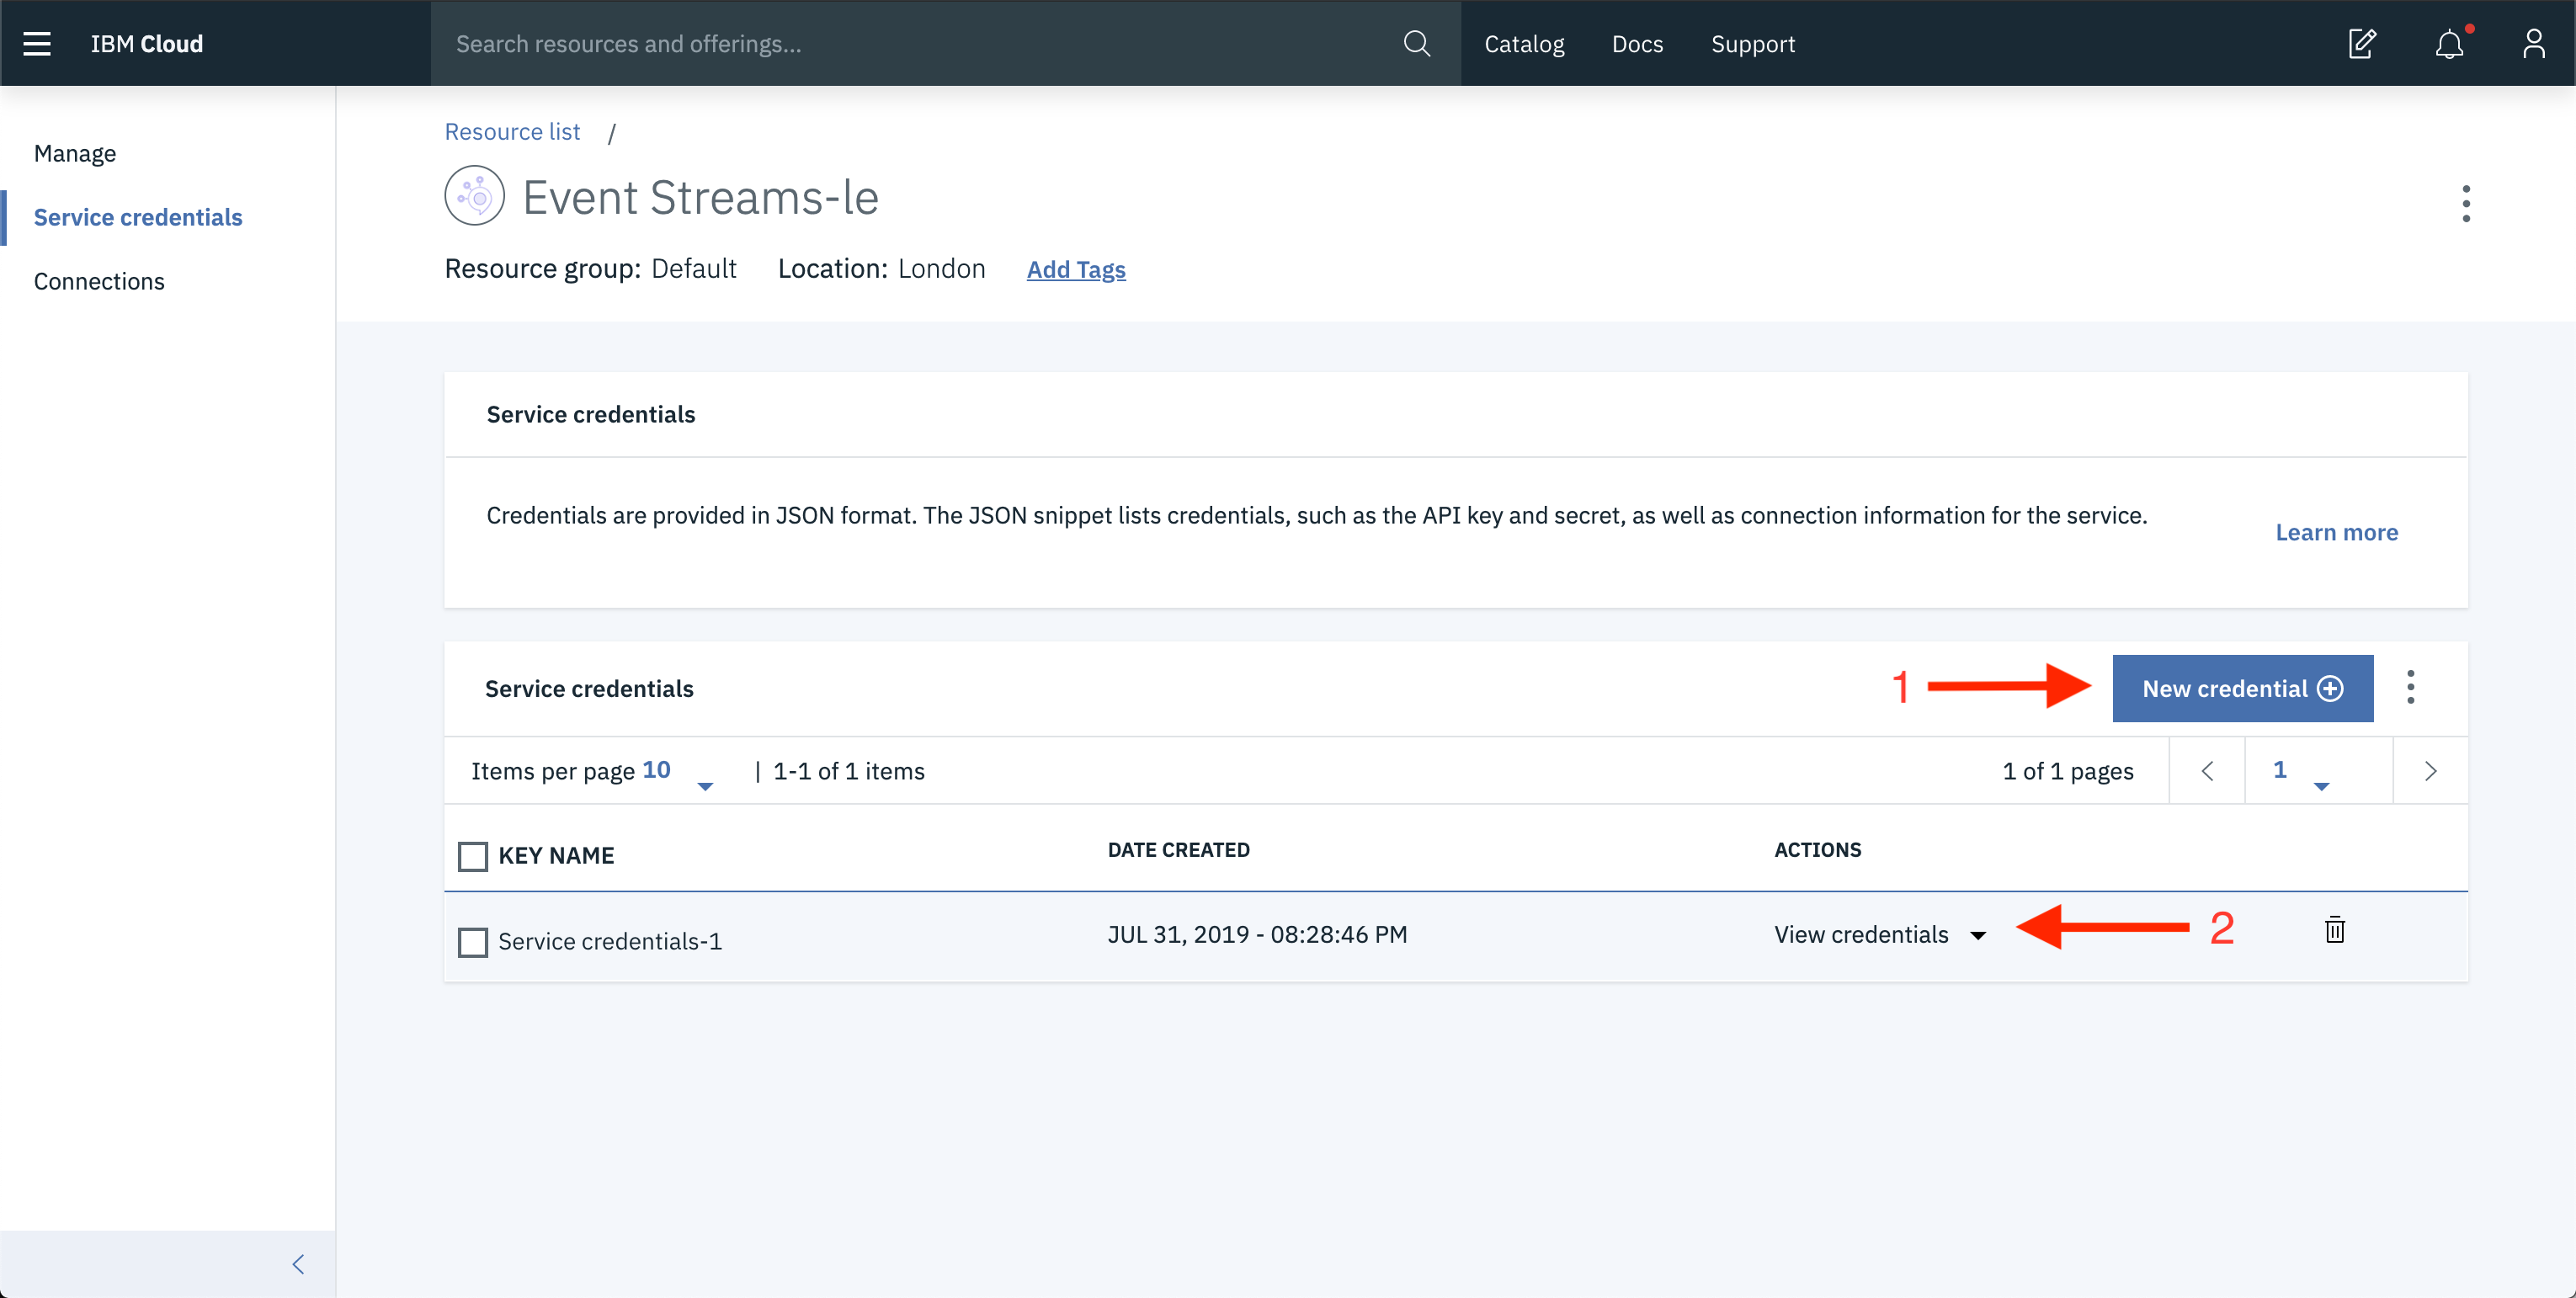 IBM Cloud
Search resources and offerings...
Catalog
Docs
Support
Manage
Service credentials
Connections
Resource list /
Event Streams-le
Resource group: Default
Location: London
Add Tags
Service credentials
Credentials are provided in JSON format. The JSON snippet lists credentials, such as the API key and secret, as well as connection information for the service.
Learn more
Service credentials
1
New credential
Items per page 10
| 1-1 of 1 items
1 of 1 pages
1
KEY NAME
DATE CREATED
ACTIONS
Service credentials-1
JUL 31, 2019 - 08:28:46 PM
View credentials
2